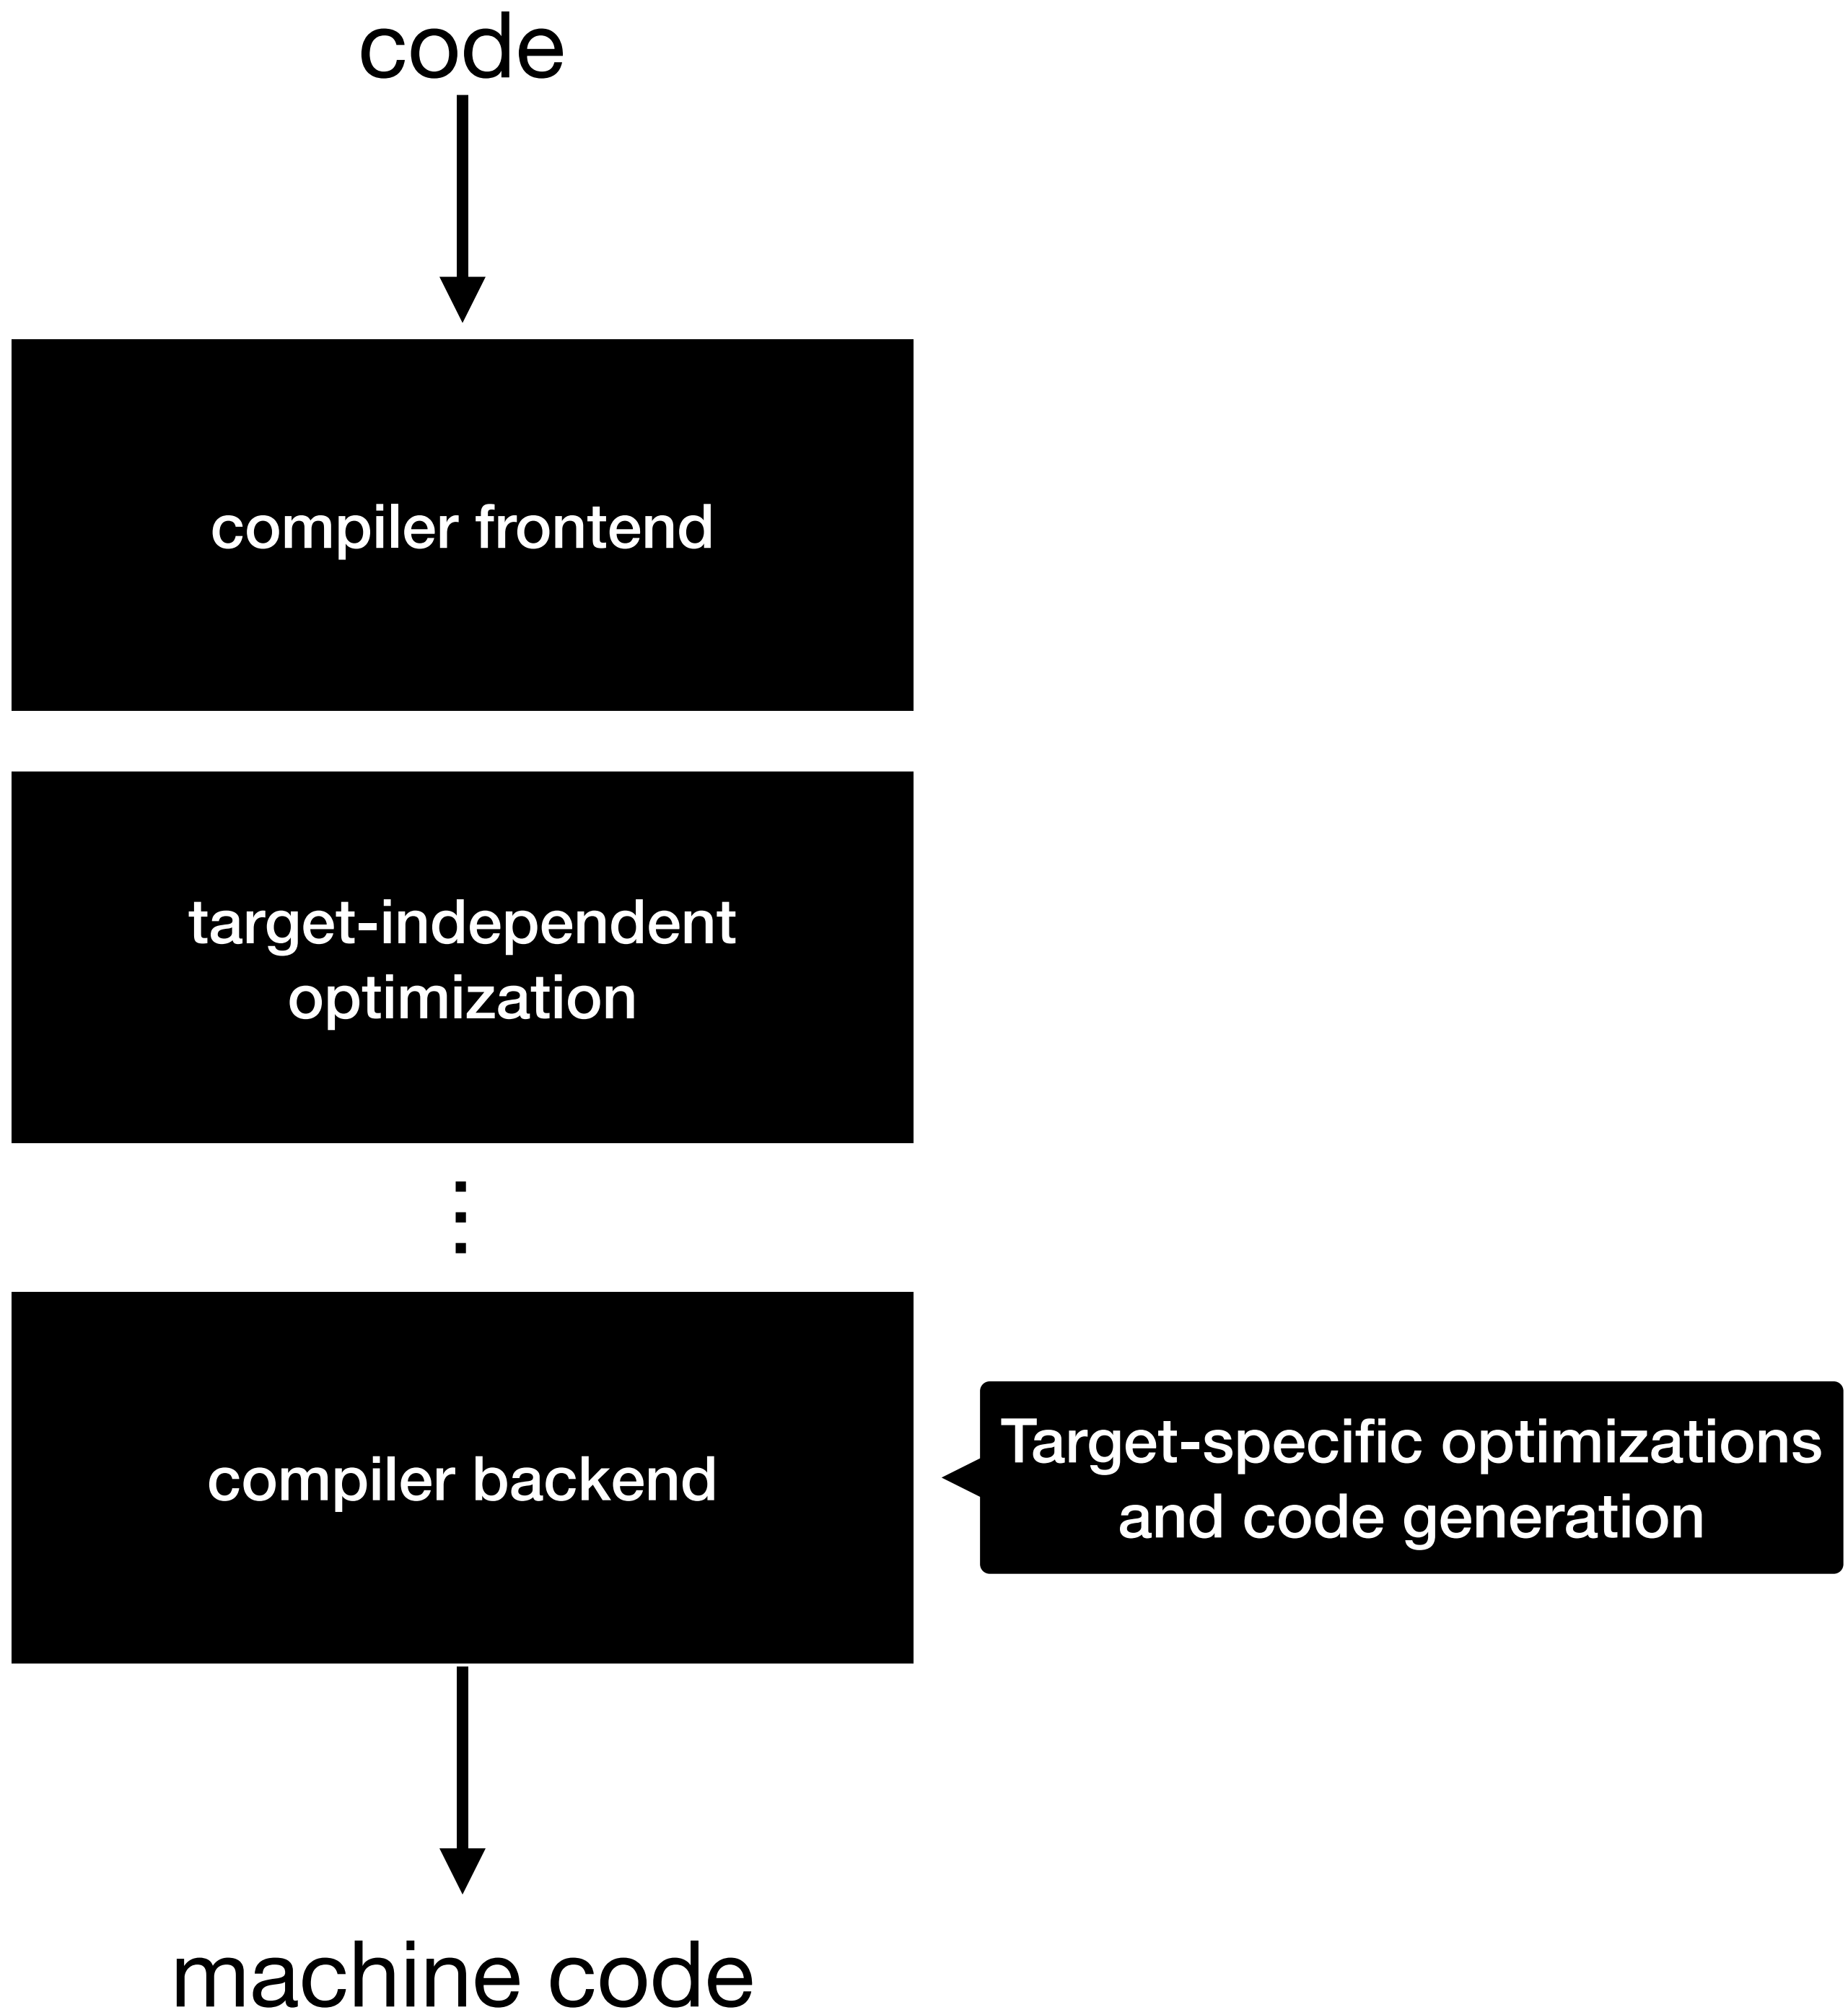 code
compiler frontend
target-independent
optimization
compiler backend
Target-specific optimizations
and code generation
machine code